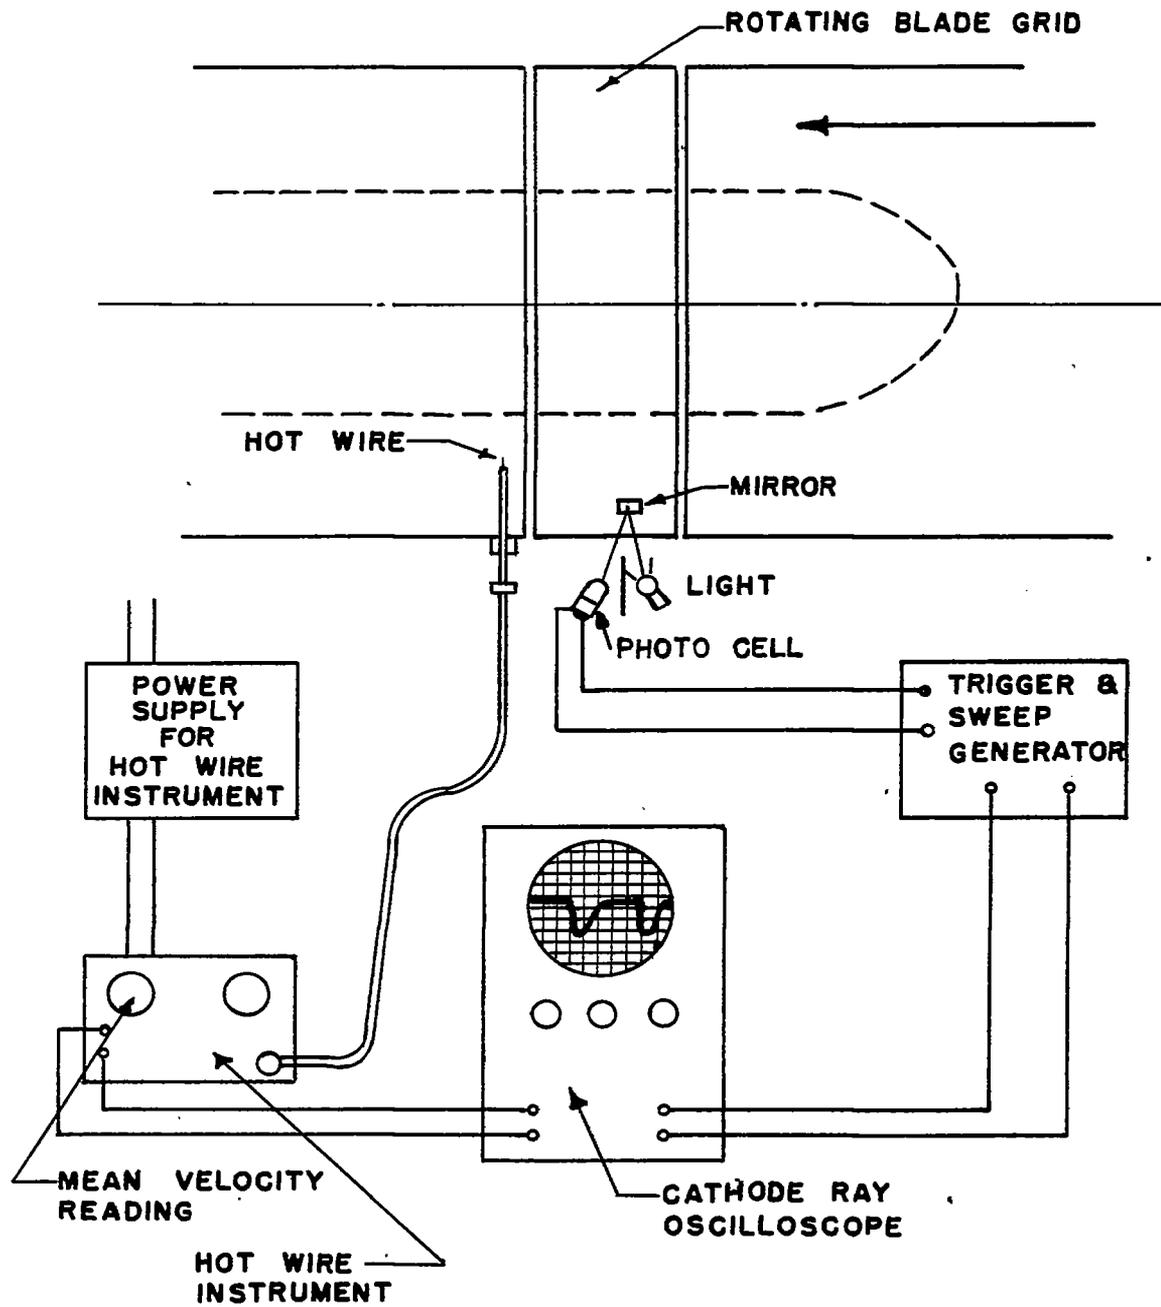 ROTATING BLADE GRID
HOT WIRE
MIRROR
LIGHT
PHOTO CELL
POWER
SUPPLY
FOR
HOT WIRE
INSTRUMENT
TRIGGER &
SWEEP
GENERATOR
MEAN VELOCITY
READING
CATHODE RAY
OSCILLOSCOPE
HOT WIRE
INSTRUMENT